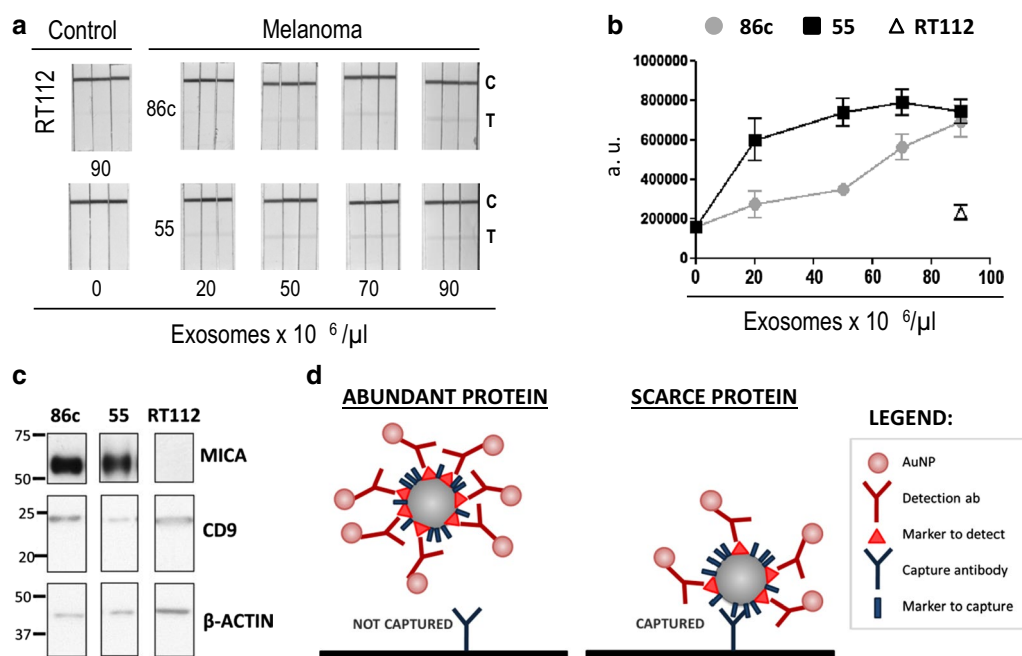 a
Control
Melanoma
RT112
86c
C
T
90
55
C
T
0 20 50 70 90
Exosomes x 10 6 /µl
b
86c 55 RT112
1000000
800000
600000
400000
200000
0
a. u.
0 20 40 60 80 100
Exosomes x 10 6/µl
c
86c 55 RT112
75
50
MICA
25
20
CD9
50
37
β-ACTIN
d
ABUNDANT PROTEIN
NOT CAPTURED
SCARCE PROTEIN
CAPTURED
LEGEND:
AuNP
Detection ab
Marker to detect
Capture antibody
Marker to capture